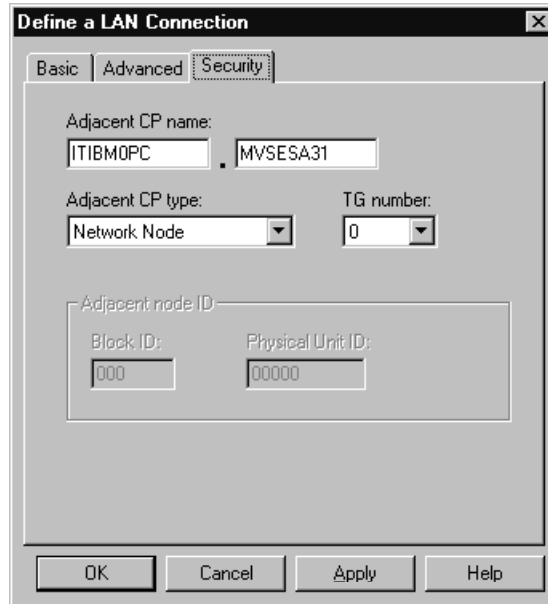 Define a LAN Connection
Basic Advanced Security
Adjacent CP name:
ITIBM0PC . MVSESA31
Adjacent CP type: TG number:
Network Node 0
Adjacent node ID
Block ID: Physical Unit ID:
000 00000
OK Cancel Apply Help